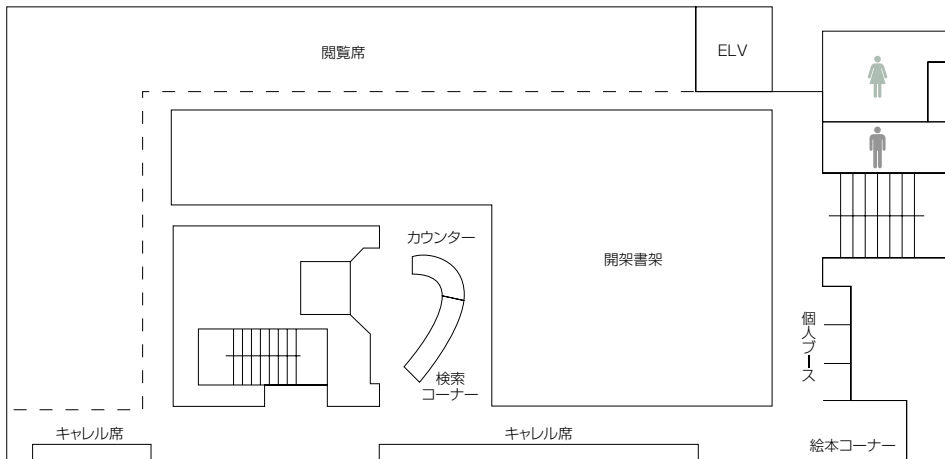 閲覧席
ELV
カウンター
開架書架
個人ブース
検索
コーナー
キャレル席
キャレル席
絵本コーナー